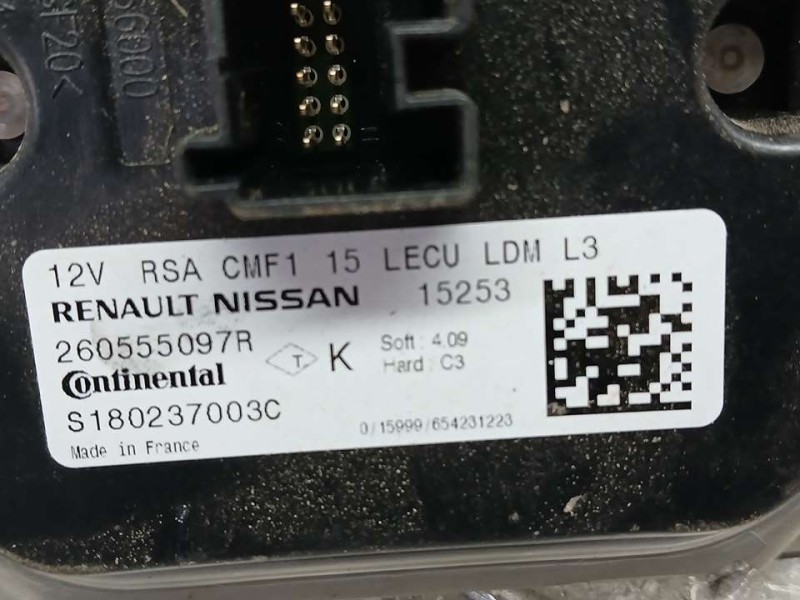 12V RSA CMF1 15 LECU LDM L3
RENAULT NISSAN 15253
260555097R T. K Soft : 4.09
Hard : C3
Continental
S180237003C 0/15999/654231223
Made in France